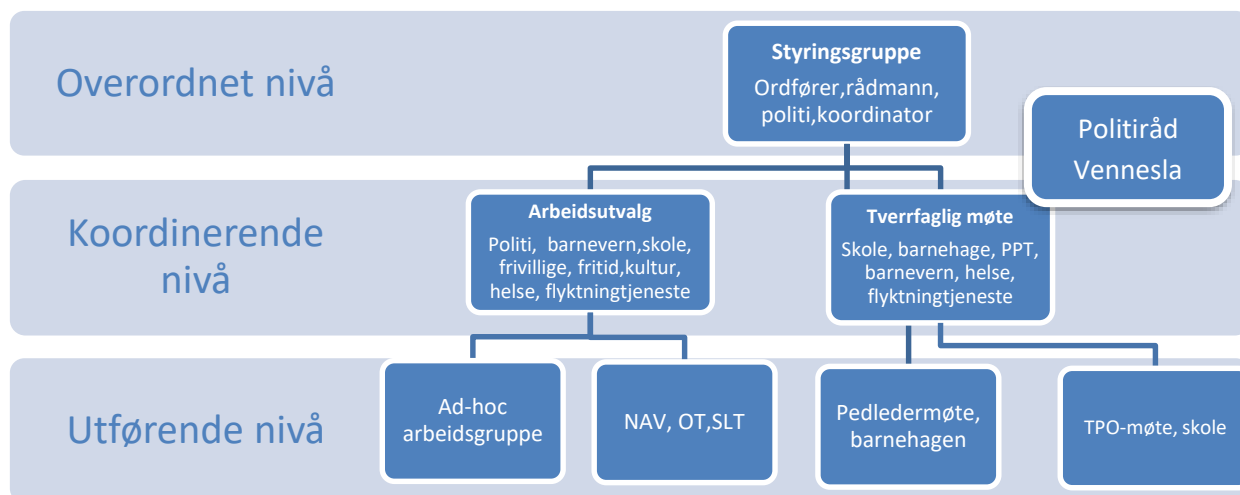 Overordnet nivå
Styringsgruppe
Ordfører,rådmann,
politi,koordinator
Politiråd
Vennesla
Koordinerende
nivå
Arbeidsutvalg
Politi, barnevern,skole,
frivillige, fritid,kultur,
helse, flyktningtjeneste
Tverrfaglig møte
Skole, barnehage, PPT,
barnevern, helse,
flyktningtjeneste
Utførende nivå
Ad-hoc
arbeidsgruppe
NAV, OT,SLT
Pedledermøte,
barnehagen
TPO-møte, skole